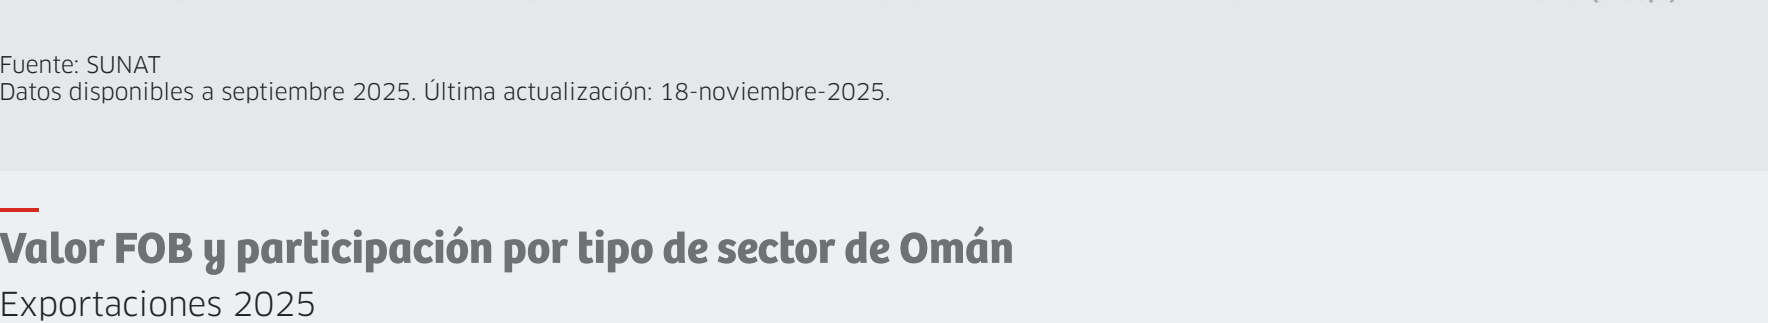 Fuente: SUNAT
Datos disponibles a septiembre 2025. Última actualización: 18-noviembre-2025.
Valor FOB y participación por tipo de sector de Omán
Exportaciones 2025